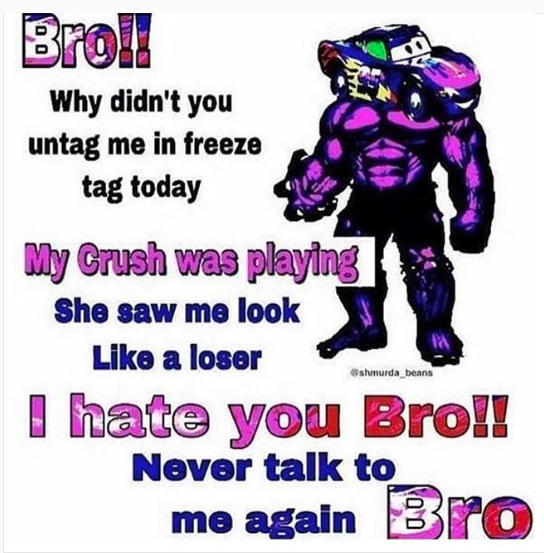 Bro!!
Why didn't you
untag me in freeze
tag today
My Crush was playing
She saw me look
Like a loser
@shmurda_beans
I hate you Bro!!
Never talk to
me again Bro